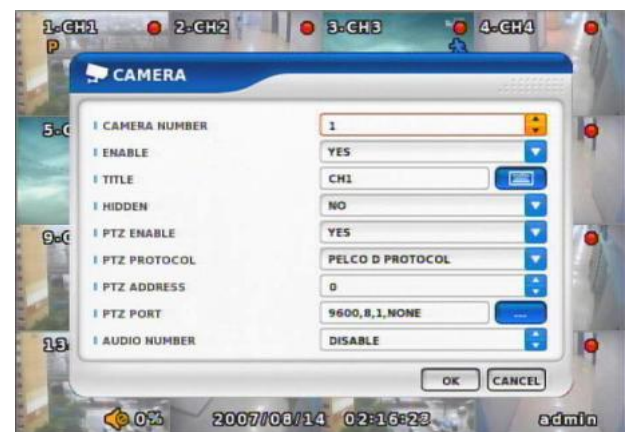 1-CH1 2-CH2 3-CH3 4-CH4
P
CAMERA
CAMERA NUMBER 1
5-C
ENABLE YES
TITLE CH1
HIDDEN NO
9-C
PTZ ENABLE YES
PTZ PROTOCOL PELCO D PROTOCOL
PTZ ADDRESS 0
PTZ PORT 9600,8,1,NONE ...
13-
AUDIO NUMBER DISABLE
OK CANCEL
0% 2007/08/14 02:16:23 admin